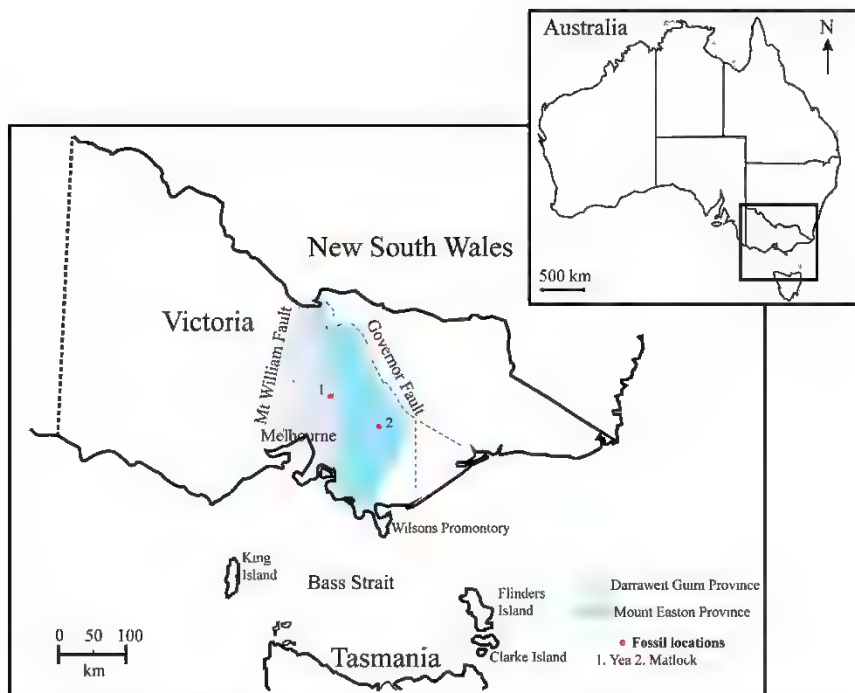 Australia
N
500 km
New South Wales
Victoria
Mt William Fault
Governor Fault
1
2
Melbourne
Wilsons Promontory
King
Island
Bass Strait
Flinders
Island
Clarke Island
Tasmania
0 50 100
km
Darraweit Guim Province
Mount Easton Province
Fossil locations
1. Yea 2. Matlock